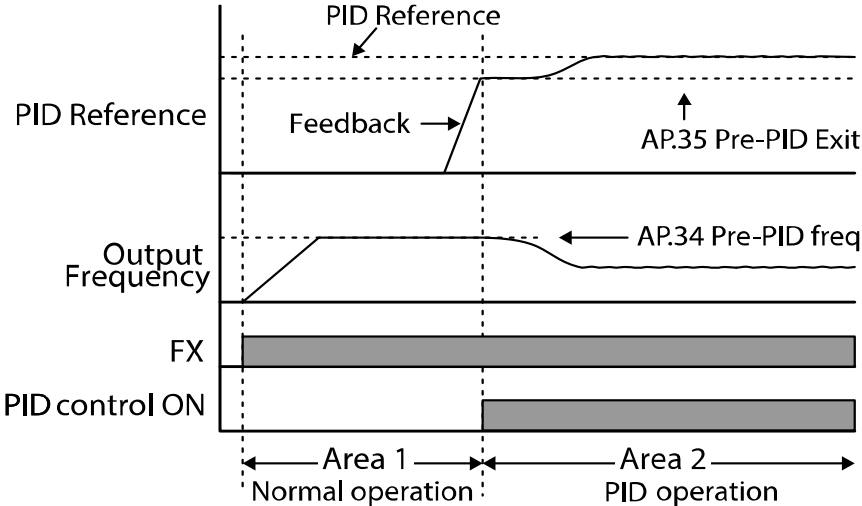 PID Reference
PID Reference
Feedback
AP.35 Pre-PID Exit
Output
Frequency
AP.34 Pre-PID freq
FX
PID control ON
Area 1
Area 2
Normal operation
PID operation